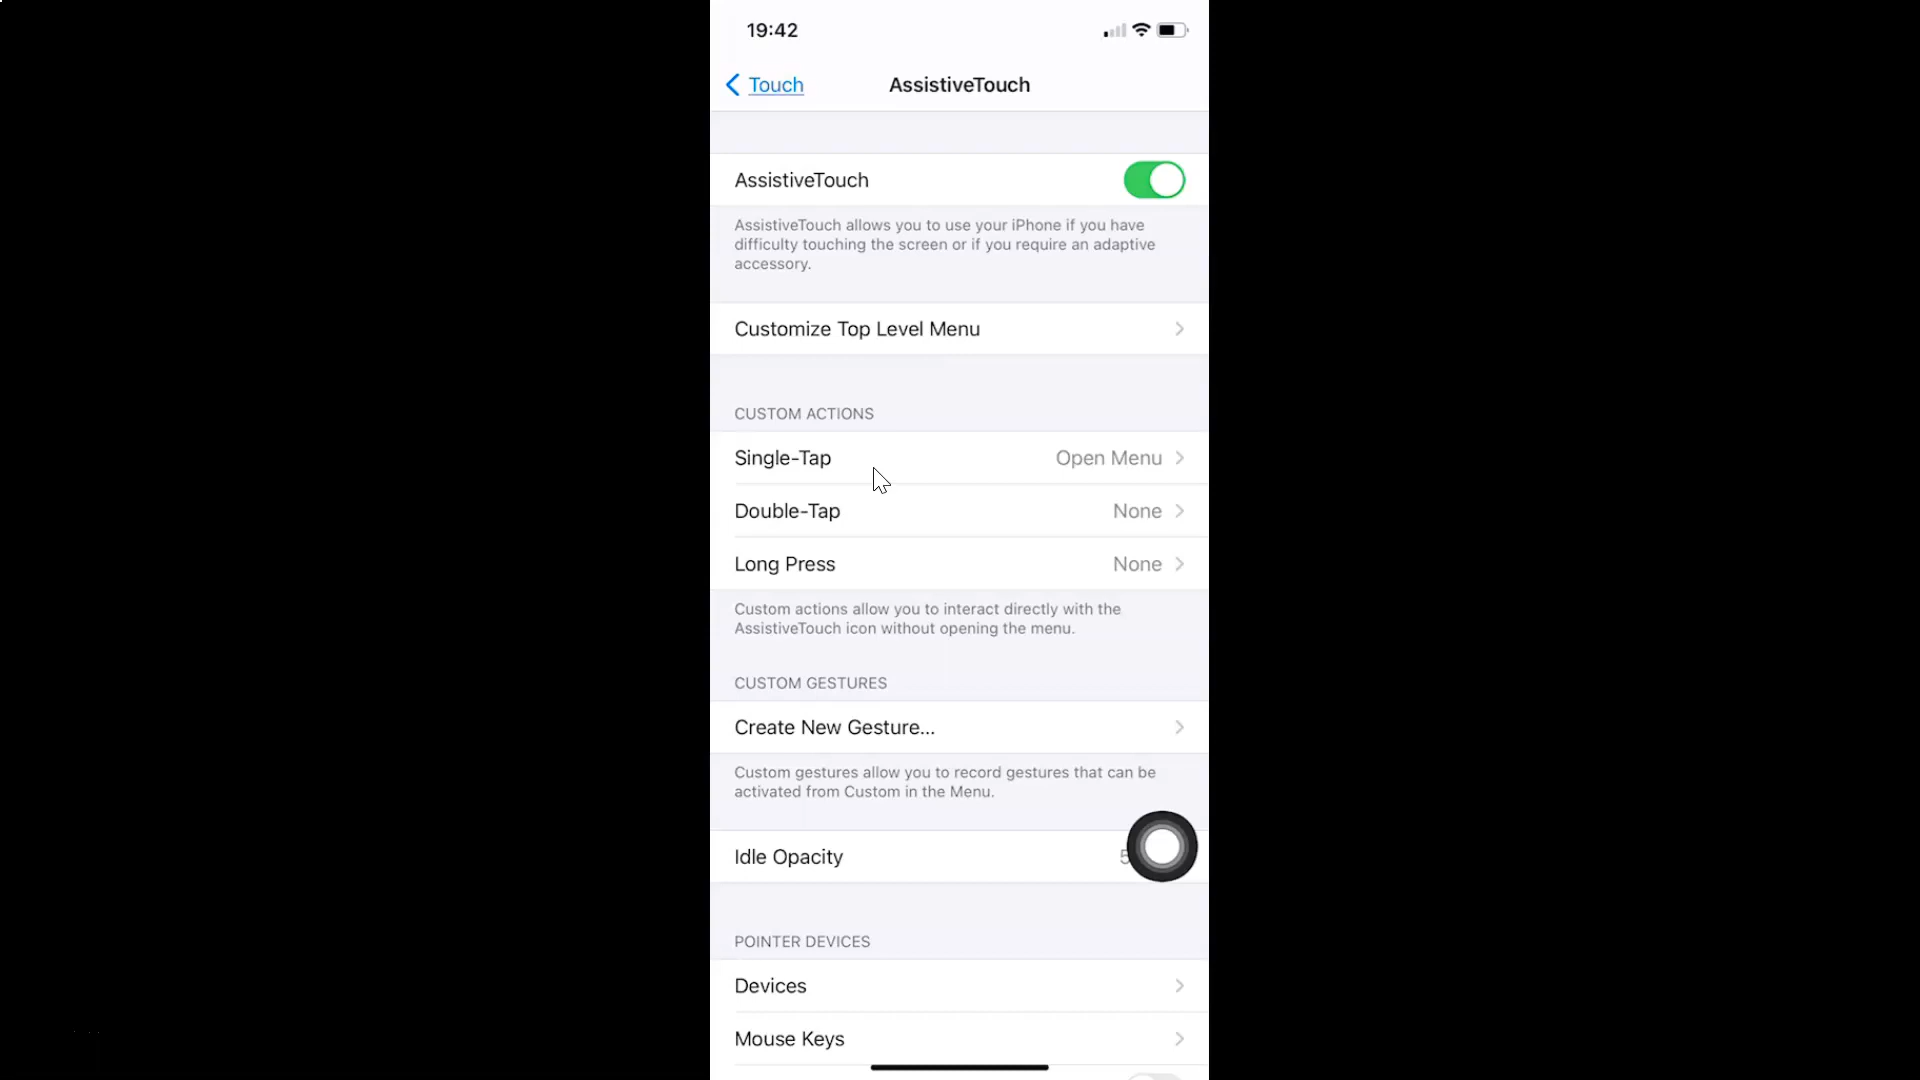 19:42
Touch
AssistiveTouch
AssistiveTouch
AssistiveTouch allows you to use your iPhone if you have
difficulty touching the screen or if you require an adaptive
accessory.
Customize Top Level Menu
CUSTOM ACTIONS
Single-Tap Open Menu
Double-Tap None
Long Press None
Custom actions allow you to interact directly with the
AssistiveTouch icon without opening the menu.
CUSTOM GESTURES
Create New Gesture...
Custom gestures allow you to record gestures that can be
activated from Custom in the Menu.
Idle Opacity
POINTER DEVICES
Devices
Mouse Keys